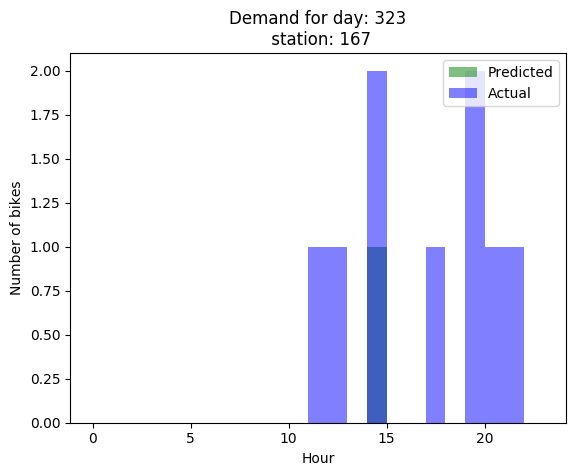 Demand for day: 323
station: 167
2.00
1.75
1.50
1.25
1.00
0.75
0.50
0.25
0.00
Number of bikes
Predicted
Actual
0 5 10 15 20
Hour